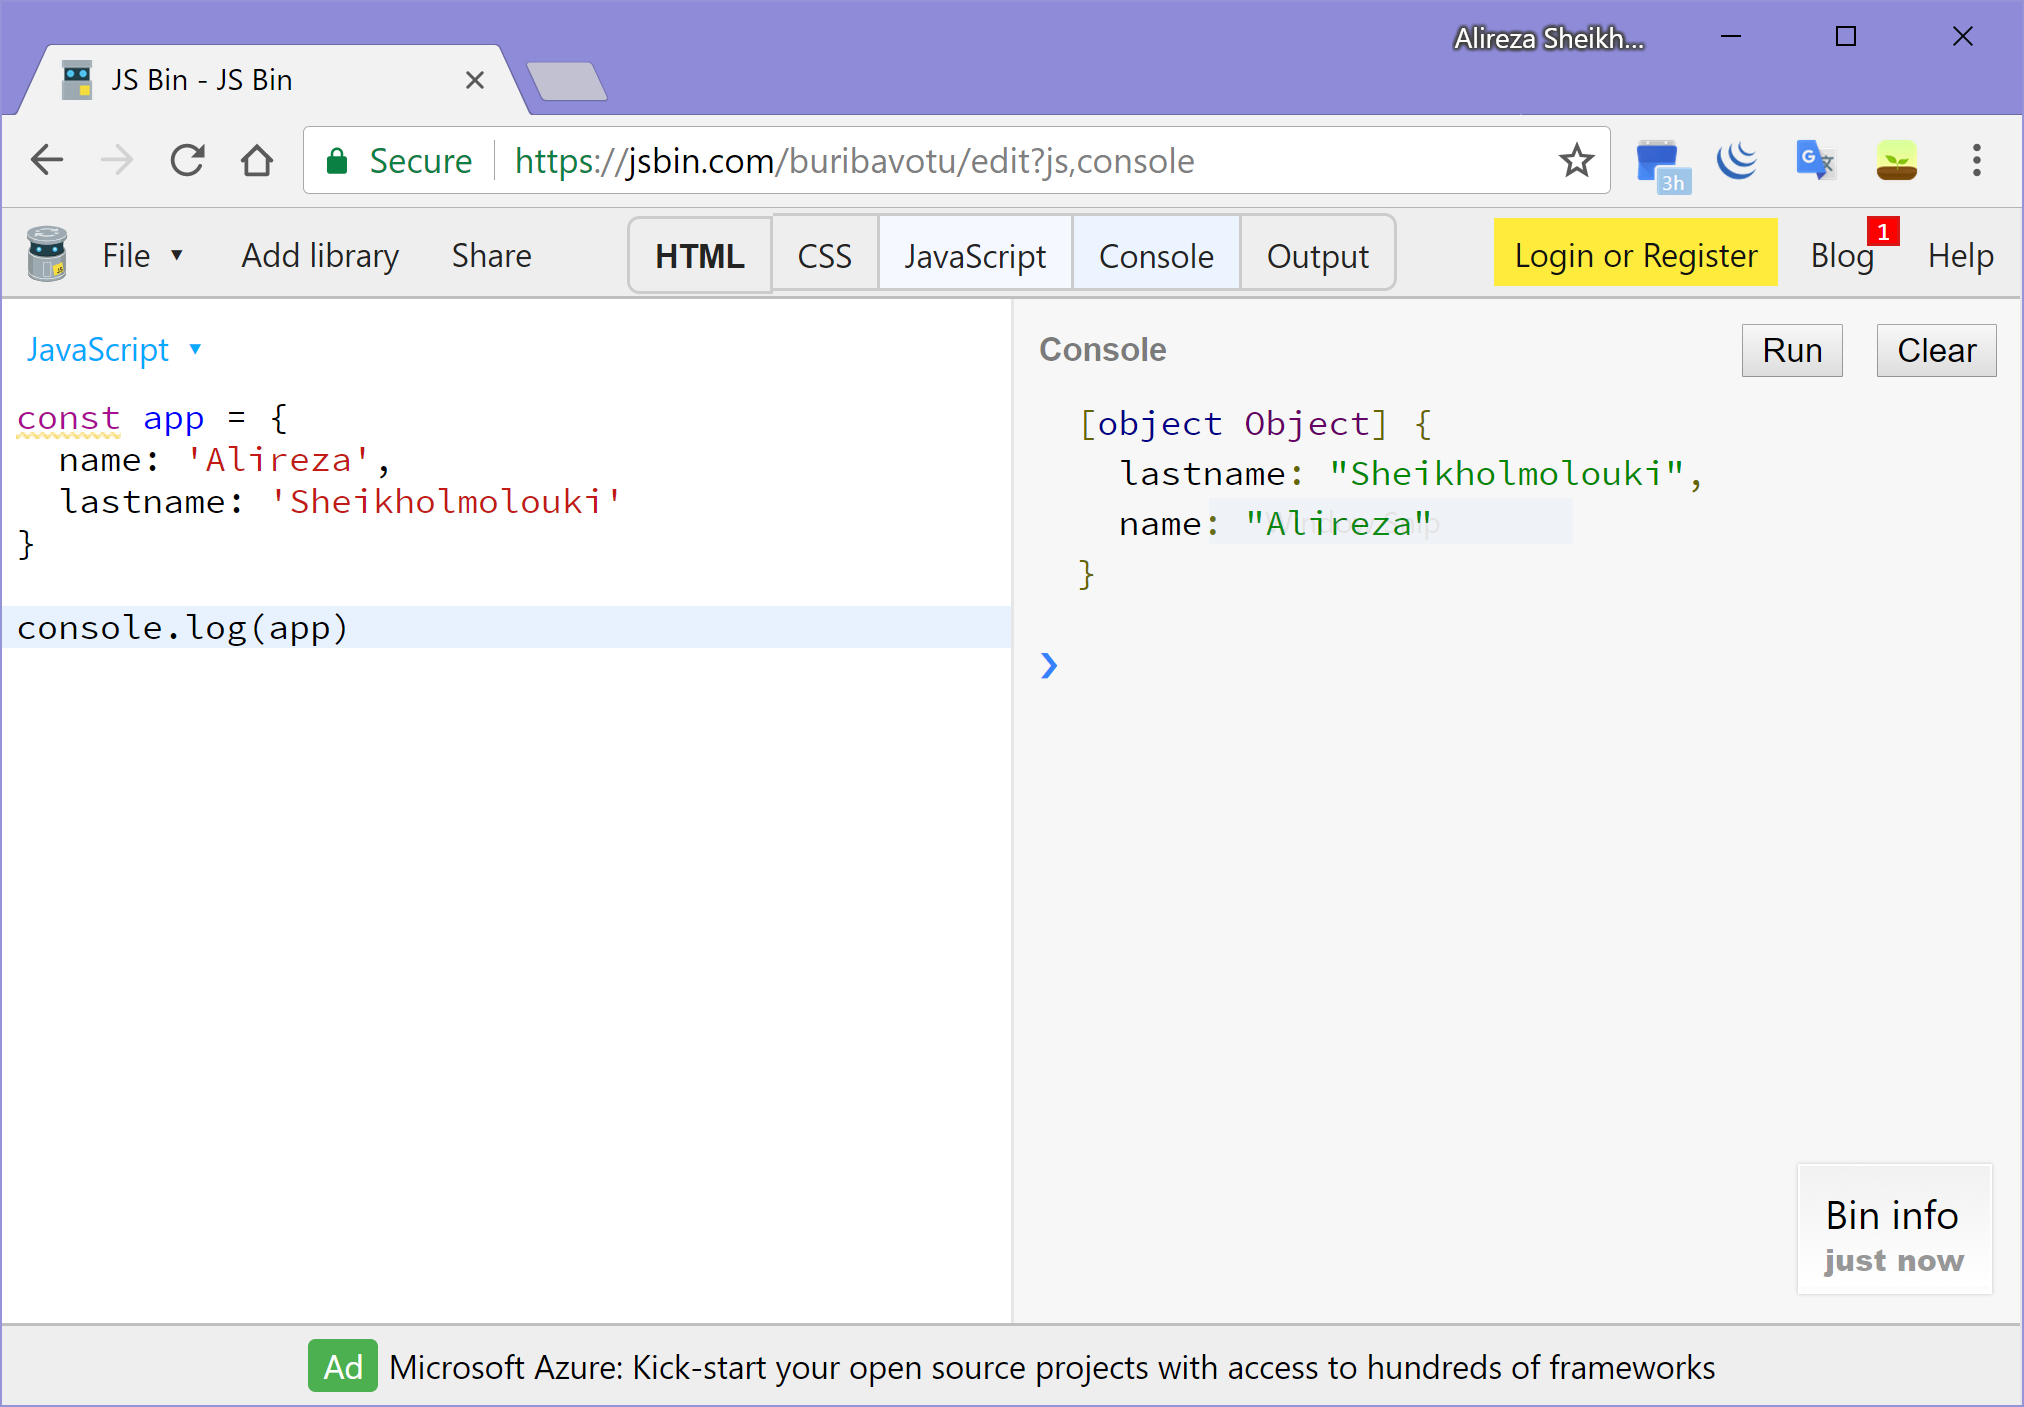 Alireza Sheikh...
JS Bin - JS Bin
Secure https://jsbin.com/buribavotu/edit?js,console
3h
File Add library Share HTML CSS JavaScript Console Output Login or Register Blog 1 Help
JavaScript
const app = {
  name: 'Alireza',
  lastname: 'Sheikholmolouki'
}
console.log(app)
Console Run Clear
[object Object] {
  lastname: "Sheikholmolouki",
  name: "Alireza"
}
Window Snip
Bin info
just now
Ad Microsoft Azure: Kick-start your open source projects with access to hundreds of frameworks